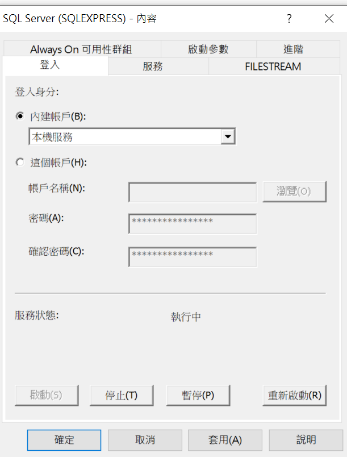 SQL Server (SQLEXPRESS) - 內容 ? ×
Always On 可用性群組 啟動參數 進階
登入 服務 FILESTREAM
登入身分:
內建帳戶(B):
本機服務
這個帳戶(H):
帳戶名稱(N): 瀏覽(O)
密碼(A): ****************
確認密碼(C): ****************
服務狀態: 執行中
啟動(S) 停止(T) 暫停(P) 重新啟動(R)
確定 取消 套用(A) 說明